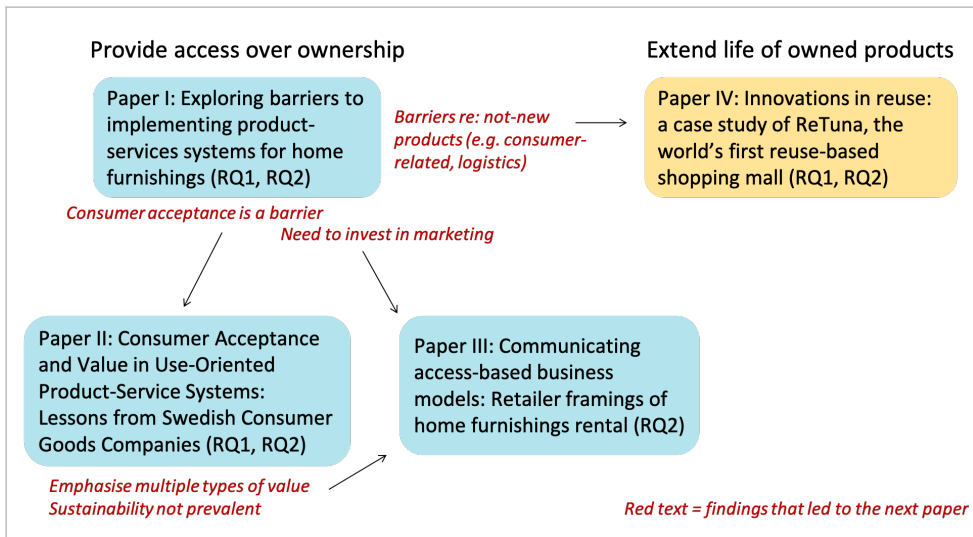 Provide access over ownership
Extend life of owned products
Paper I: Exploring barriers to
implementing product-
services systems for home
furnishings (RQ1, RQ2)
Barriers re: not-new
products (e.g. consumer-
related, logistics)
Paper IV: Innovations in reuse:
a case study of ReTuna, the
world's first reuse-based
shopping mall (RQ1, RQ2)
Consumer acceptance is a barrier
Need to invest in marketing
Paper II: Consumer Acceptance
and Value in Use-Oriented
Product-Service Systems:
Lessons from Swedish Consumer
Goods Companies (RQ1, RQ2)
Paper III: Communicating
access-based business
models: Retailer framings of
home furnishings rental (RQ2)
Emphasise multiple types of value
Sustainability not prevalent
Red text = findings that led to the next paper